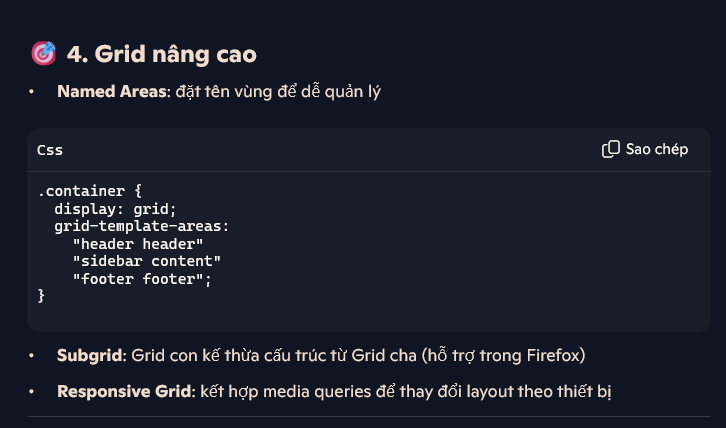 🎯 4. Grid nâng cao
• Named Areas: đặt tên vùng để dễ quản lý
Css
Sao chép
.container {
  display: grid;
  grid-template-areas:
    "header header"
    "sidebar content"
    "footer footer";
}
• Subgrid: Grid con kế thừa cấu trúc từ Grid cha (hỗ trợ trong Firefox)
• Responsive Grid: kết hợp media queries để thay đổi layout theo thiết bị